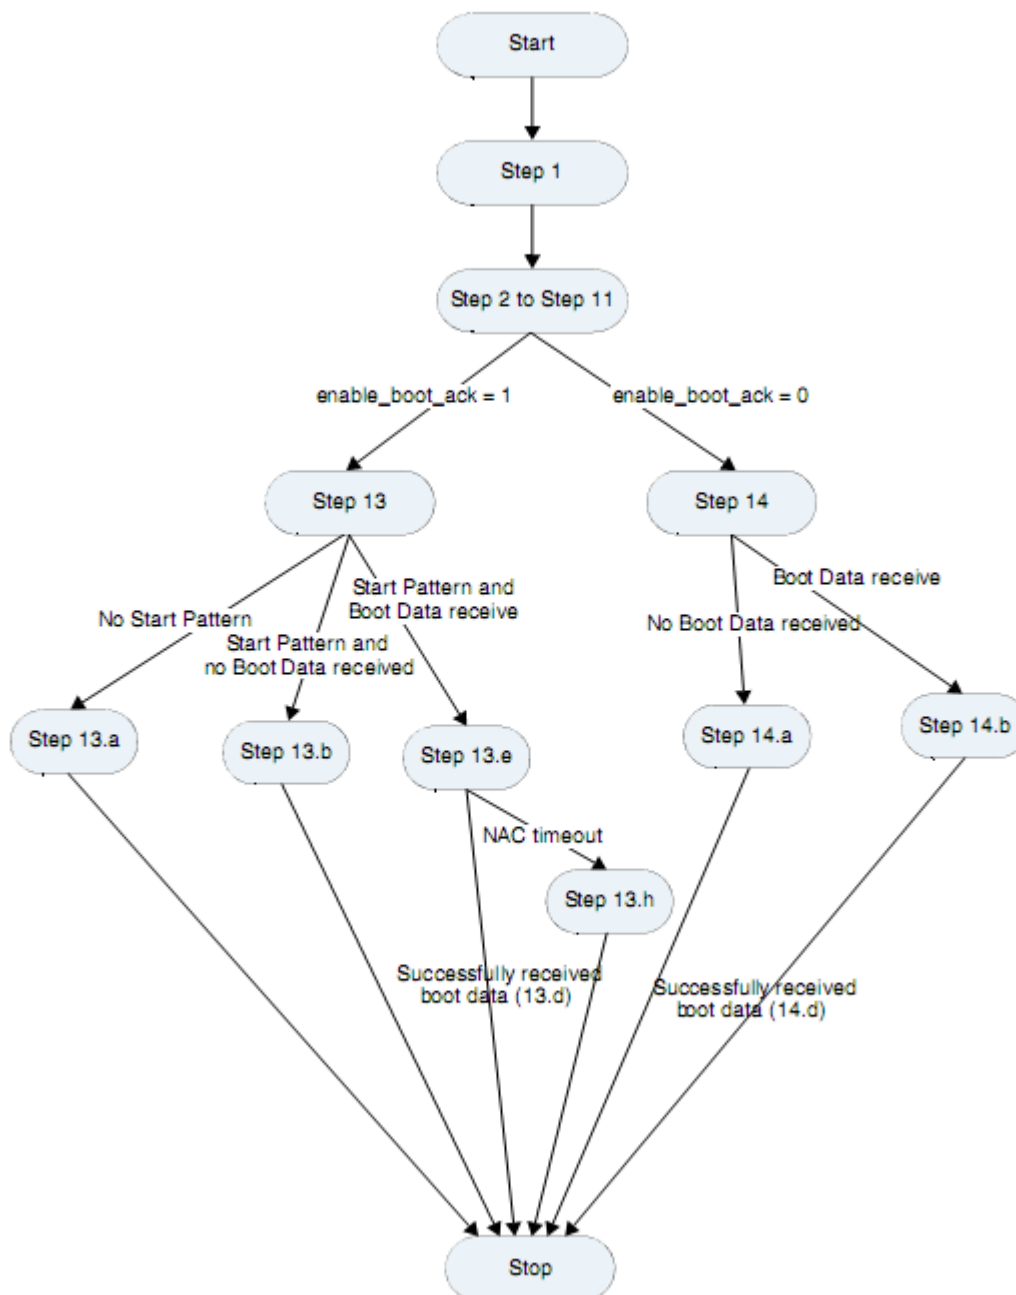 Start
Step 1
Step 2 to Step 11
enable_boot_ack = 1
enable_boot_ack = 0
Step 13
Step 14
No Start Pattern
Start Pattern and
no Boot Data received
Start Pattern and
Boot Data receive
No Boot Data received
Boot Data receive
Step 13.a
Step 13.b
Step 13.e
Step 14.a
Step 14.b
NAC timeout
Step 13.h
Successfully received
boot data (13.d)
Successfully received
boot data (14.d)
Stop